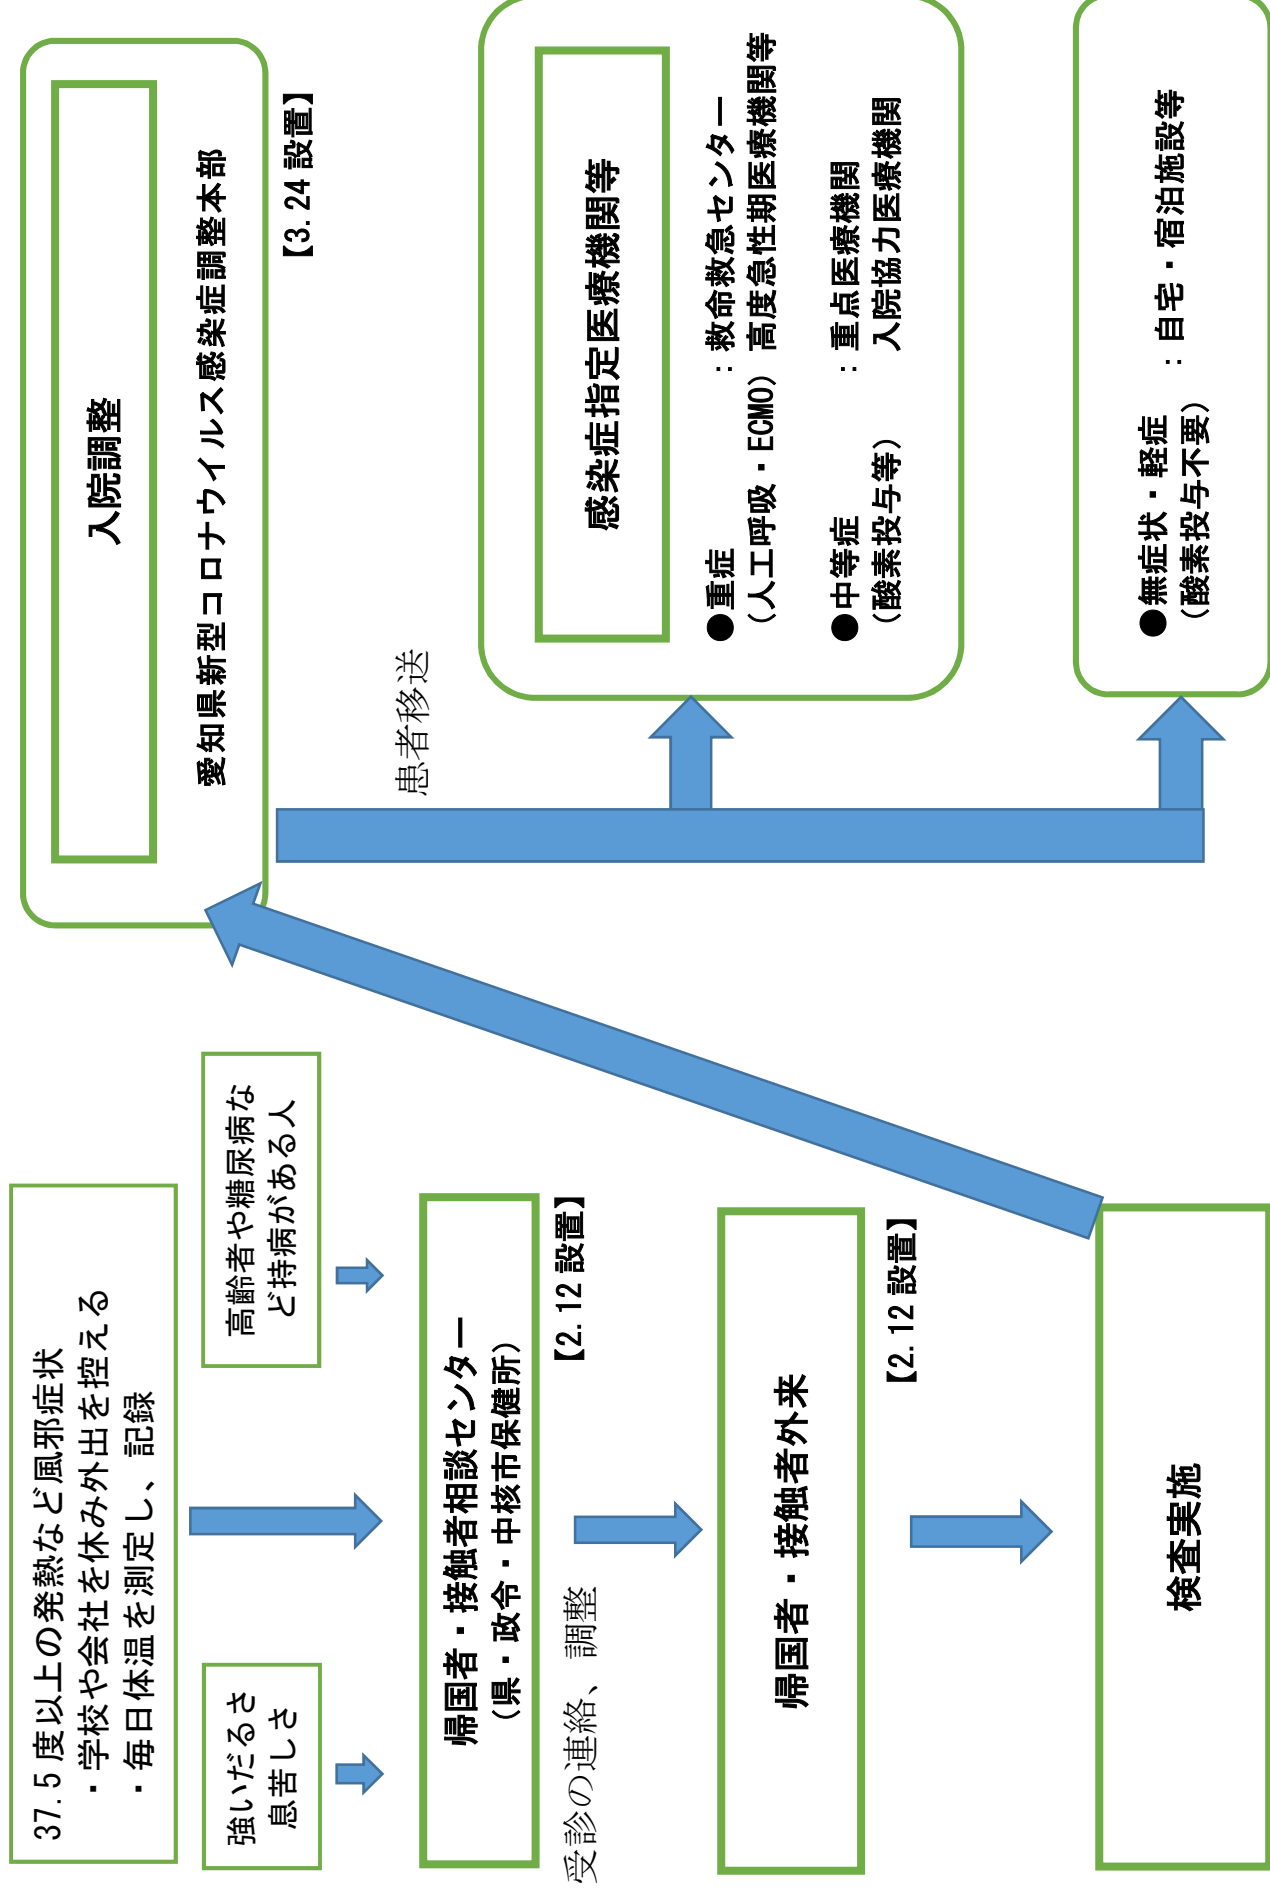 37.5 度以上の発熱など風邪症状
・学校や会社を休み外出を控える
・毎日体温を測定し、記録
強いだるさ
息苦しさ
高齢者や糖尿病な
ど持病がある人
帰国者・接触者相談センター
（県・政令・中核市保健所）
【2.12 設置】
受診の連絡、調整
帰国者・接触者外来
【2.12 設置】
検査実施
入院調整
愛知県新型コロナウイルス感染症調整本部
【3.24 設置】
患者移送
感染症指定医療機関等
●重症　　　　　：救命救急センター
（人工呼吸・ECMO） 高度急性期医療機関等
●中等症　　　　：重点医療機関
（酸素投与等）　　入院協力医療機関
●無症状・軽症　：自宅・宿泊施設等
（酸素投与不要）